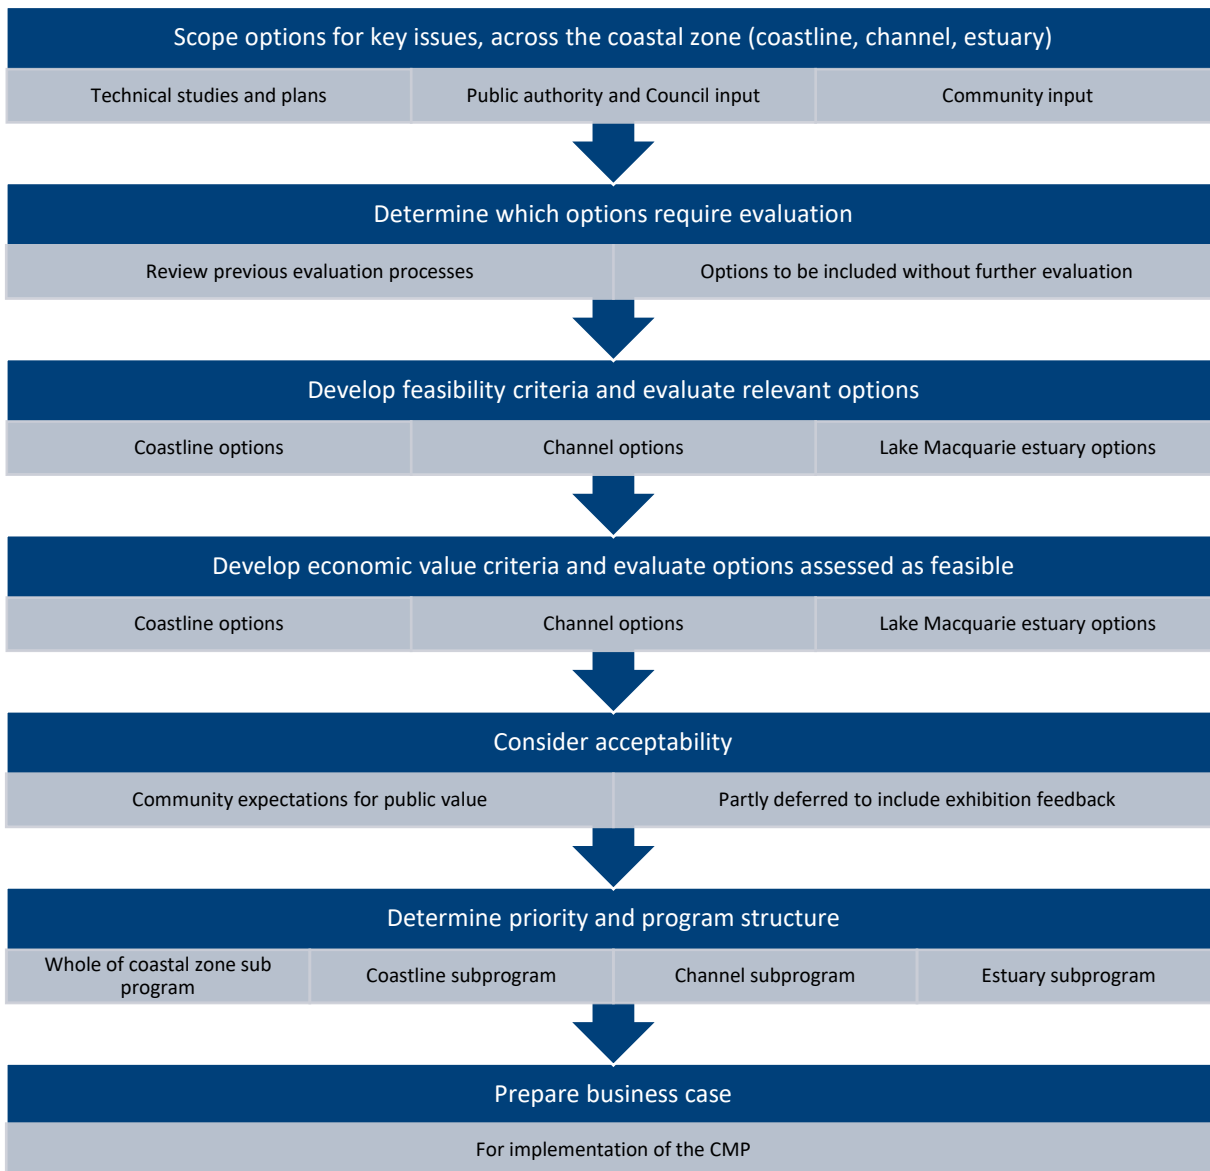 Scope options for key issues, across the coastal zone (coastline, channel, estuary)
Technical studies and plans
Public authority and Council input
Community input
Determine which options require evaluation
Review previous evaluation processes
Options to be included without further evaluation
Develop feasibility criteria and evaluate relevant options
Coastline options
Channel options
Lake Macquarie estuary options
Develop economic value criteria and evaluate options assessed as feasible
Coastline options
Channel options
Lake Macquarie estuary options
Consider acceptability
Community expectations for public value
Partly deferred to include exhibition feedback
Determine priority and program structure
Whole of coastal zone sub
program
Coastline subprogram
Channel subprogram
Estuary subprogram
Prepare business case
For implementation of the CMP